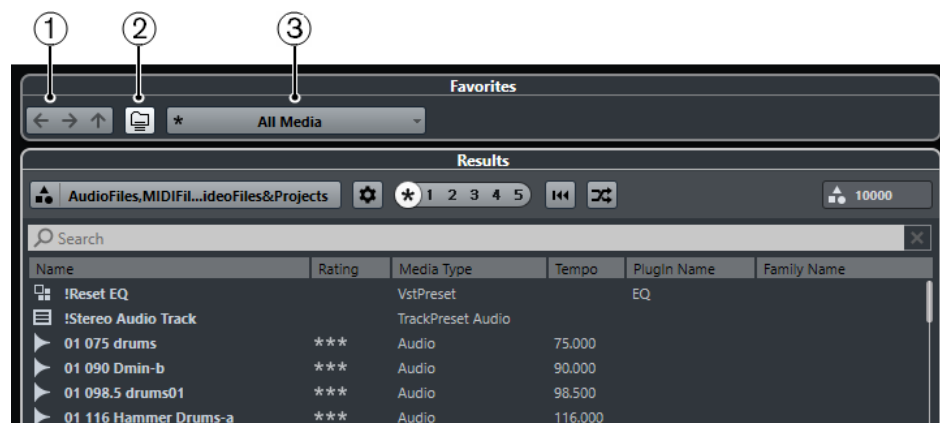 1 2 3
Favorites
* All Media
Results
AudioFiles,MIDIFil...ideoFiles&Projects * 1 2 3 4 5 10000
Search
Name Rating Media Type Tempo PlugIn Name Family Name
!Reset EQ VstPreset EQ
!Stereo Audio Track TrackPreset Audio
01 075 drums *** Audio 75.000
01 090 Dmin-b *** Audio 90.000
01 098.5 drums01 *** Audio 98.500
01 116 Hammer Drums-a *** Audio 116.000